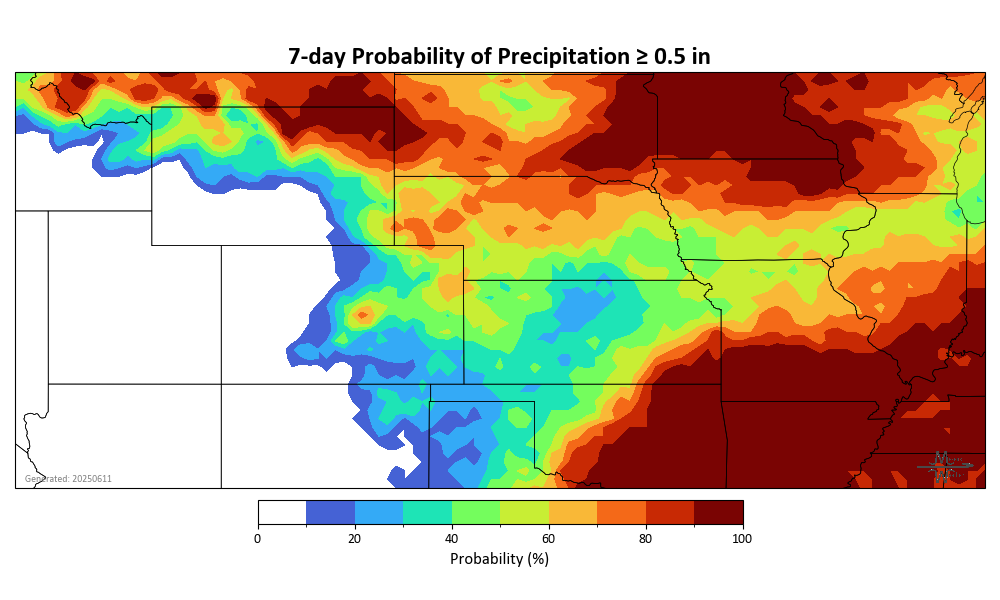 7-day Probability of Precipitation ≥ 0.5 in
Generated: 20250611
0 20 40 60 80 100
Probability (%)